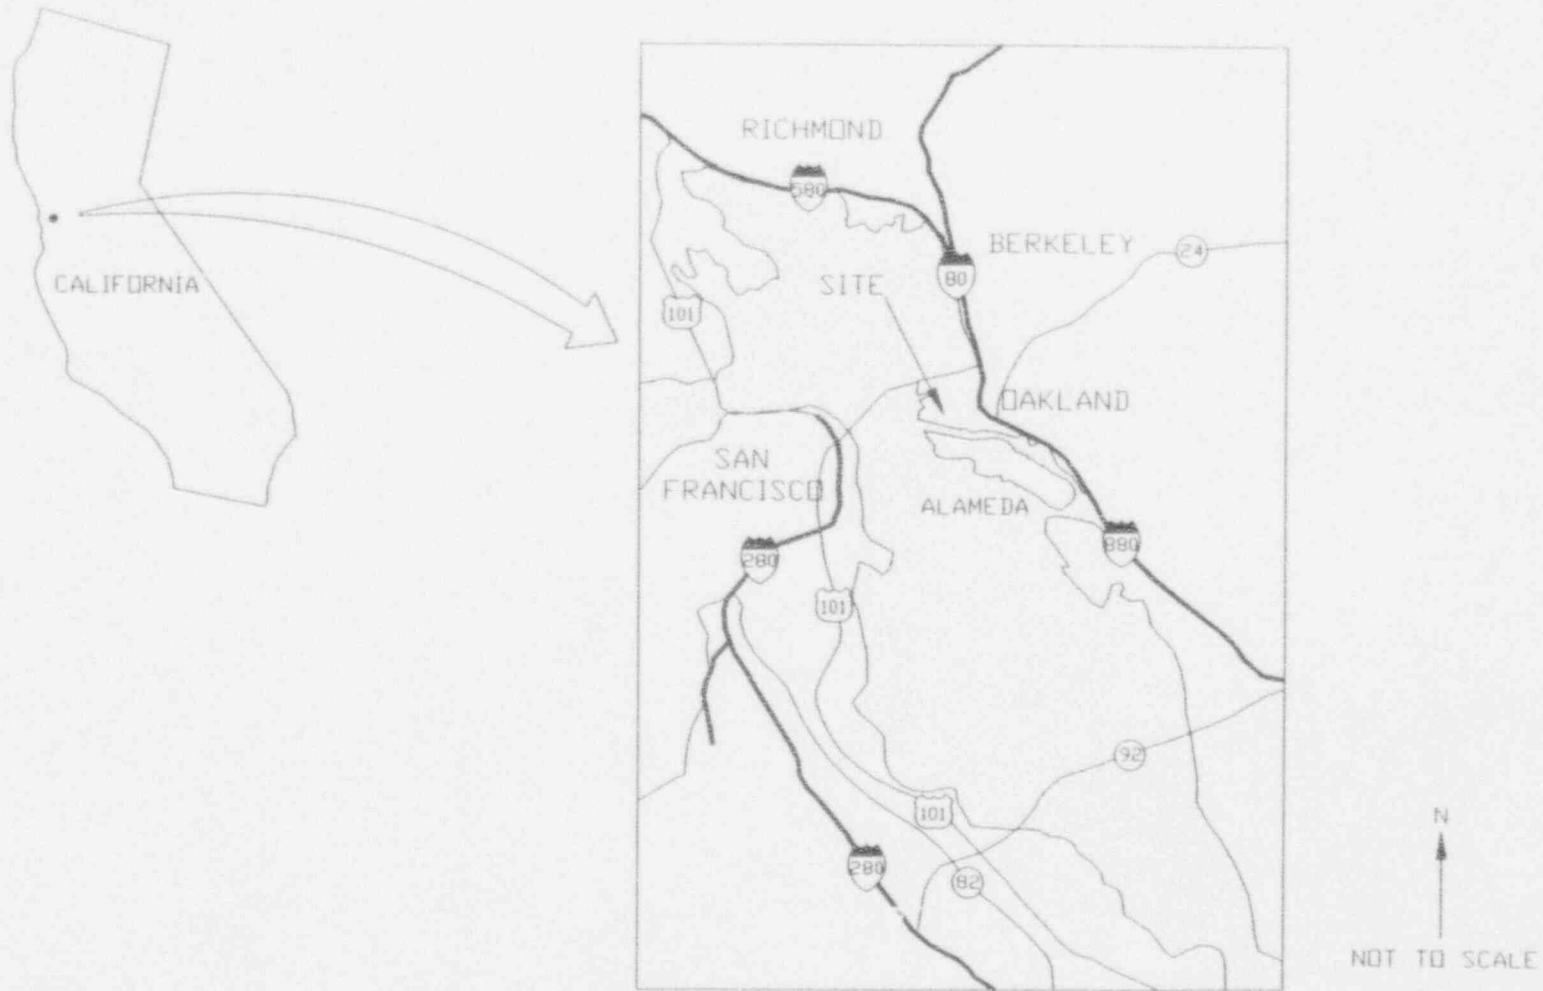 CALIFORNIA
RICHMOND
580
BERKELEY
24
80
SITE
101
OAKLAND
SAN
FRANCISCO
ALAMEDA
880
280
101
92
101
280
82
N
NOT TO SCALE